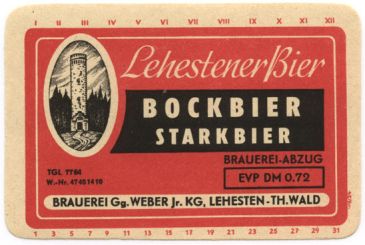 I II III IV V VI VII VIII IX X XI XII
Lehestener Bier
BOCKBIER
STARKBIER
BRAUEREI-ABZUG
TGL 7764
EVP DM 0.72
W.-Nr. 47451410
BRAUEREI Gg. WEBER Jr. KG, LEHESTEN-TH.WALD
1 3 5 7 9 11 13 15 17 19 21 23 25 27 29 31